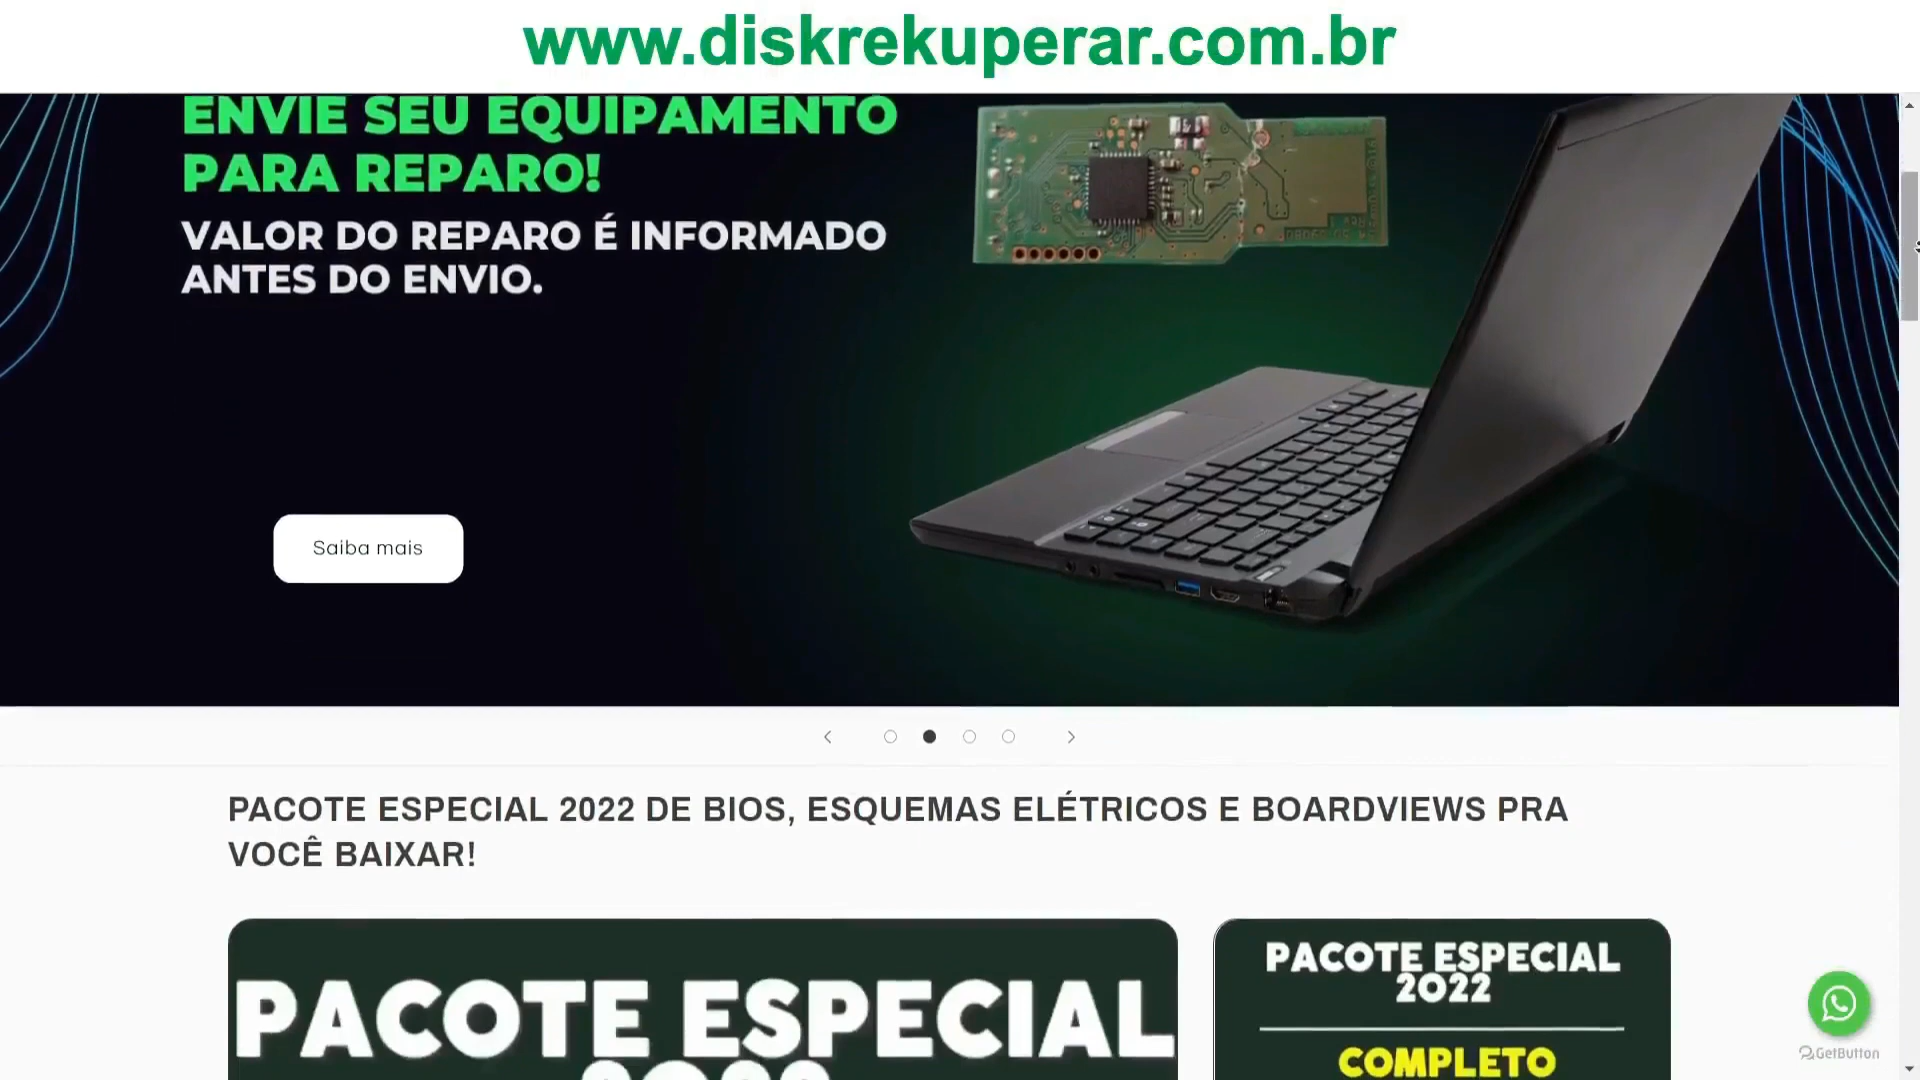 www.diskrekuperar.com.br
ENVIE SEU EQUIPAMENTO
PARA REPARO!
VALOR DO REPARO É INFORMADO
ANTES DO ENVIO.
Saiba mais
PACOTE ESPECIAL 2022 DE BIOS, ESQUEMAS ELÉTRICOS E BOARDVIEWS PRA
VOCÊ BAIXAR!
PACOTE ESPECIAL
2022
PACOTE ESPECIAL
2022
COMPLETO
GetButton